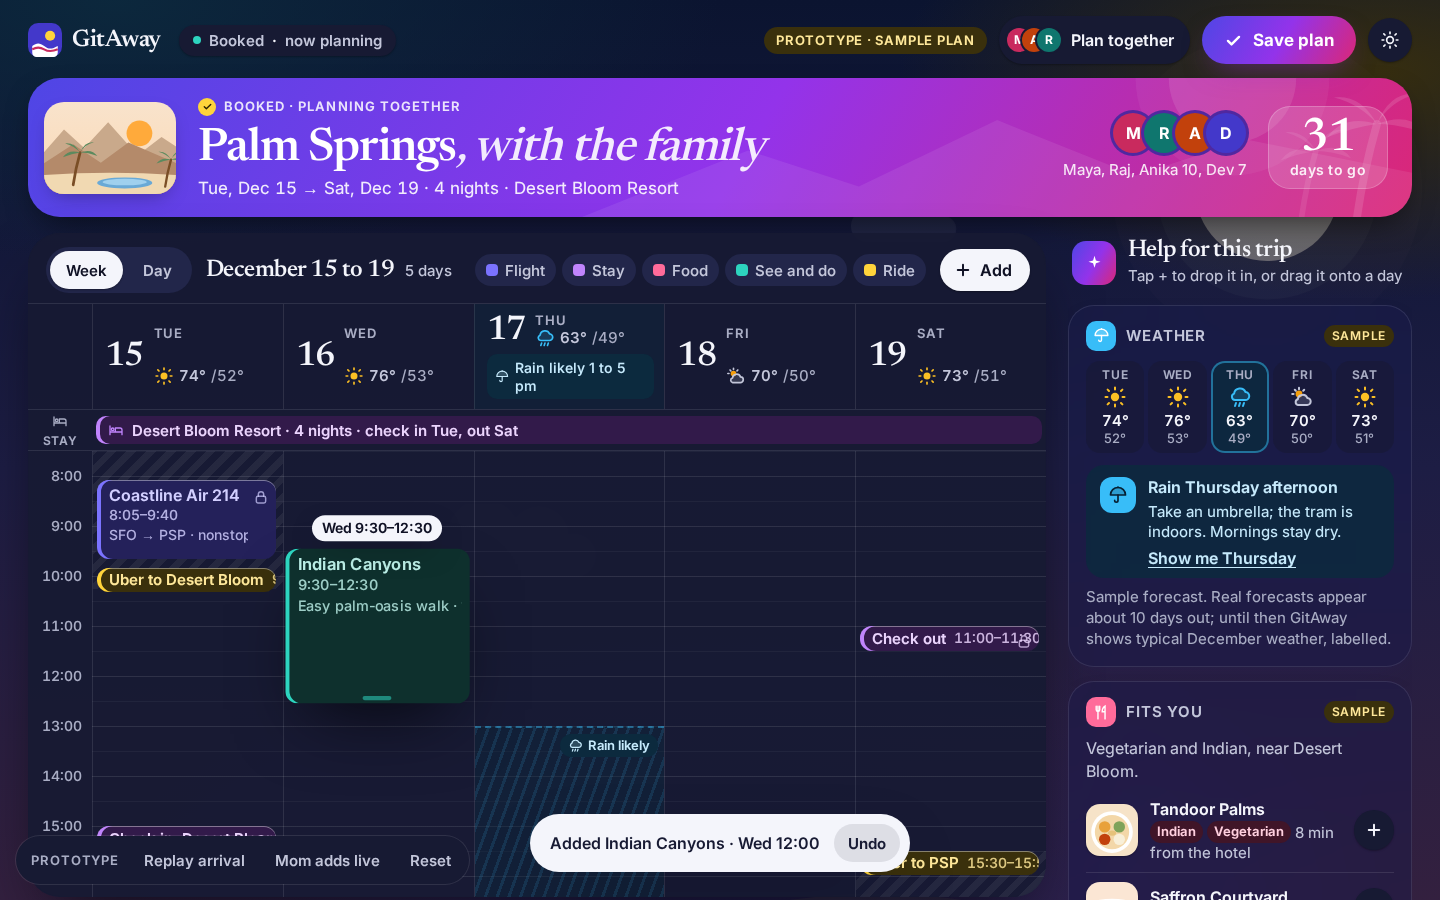 GitAway
Booked · now planning
PROTOTYPE · SAMPLE PLAN
R
Plan together
Save plan
BOOKED · PLANNING TOGETHER
Palm Springs, with the family
Tue, Dec 15 → Sat, Dec 19 · 4 nights · Desert Bloom Resort
M R A D
Maya, Raj, Anika 10, Dev 7
31
days to go
Week
Day
December 15 to 19 5 days
Flight
Stay
Food
See and do
Ride
+ Add
Help for this trip
Tap + to drop it in, or drag it onto a day
15 TUE
74° /52°
16 WED
76° /53°
17 THU
63° /49°
Rain likely 1 to 5 pm
18 FRI
70° /50°
19 SAT
73° /51°
STAY
Desert Bloom Resort · 4 nights · check in Tue, out Sat
8:00
9:00
10:00
11:00
12:00
13:00
14:00
15:00
Coastline Air 214
8:05–9:40
SFO → PSP · nonstop
Uber to Desert Bloom
Wed 9:30–12:30
Indian Canyons
9:30–12:30
Easy palm-oasis walk ·
Rain likely
Check out 11:00–11:30
to PSP 15:30–15:
WEATHER
SAMPLE
TUE
74°
52°
WED
76°
53°
THU
63°
49°
FRI
70°
50°
SAT
73°
51°
Rain Thursday afternoon
Take an umbrella; the tram is
indoors. Mornings stay dry.
Show me Thursday
Sample forecast. Real forecasts appear
about 10 days out; until then GitAway
shows typical December weather, labelled.
FITS YOU
SAMPLE
Vegetarian and Indian, near Desert
Bloom.
Tandoor Palms
Indian Vegetarian 8 min
from the hotel
+
Saffron Courtyard
PROTOTYPE
Replay arrival
Mom adds live
Reset
Added Indian Canyons · Wed 12:00
Undo